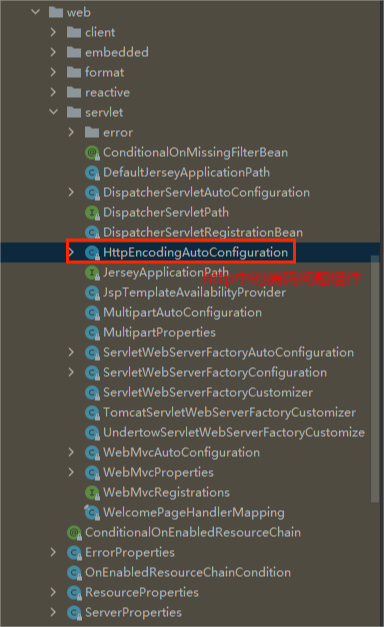 web
client
embedded
format
reactive
servlet
error
ConditionalOnMissingFilterBean
DefaultJerseyApplicationPath
DispatcherServletAutoConfiguration
DispatcherServletPath
DispatcherServletRegistrationBean
HttpEncodingAutoConfiguration
JerseyApplicationPath
http中的编码问题组件
JspTemplateAvailabilityProvider
MultipartAutoConfiguration
MultipartProperties
ServletWebServerFactoryAutoConfiguration
ServletWebServerFactoryConfiguration
ServletWebServerFactoryCustomizer
TomcatServletWebServerFactoryCustomizer
UndertowServletWebServerFactoryCustomize
WebMvcAutoConfiguration
WebMvcProperties
WebMvcRegistrations
WelcomePageHandlerMapping
ConditionalOnEnabledResourceChain
ErrorProperties
OnEnabledResourceChainCondition
ResourceProperties
ServerProperties